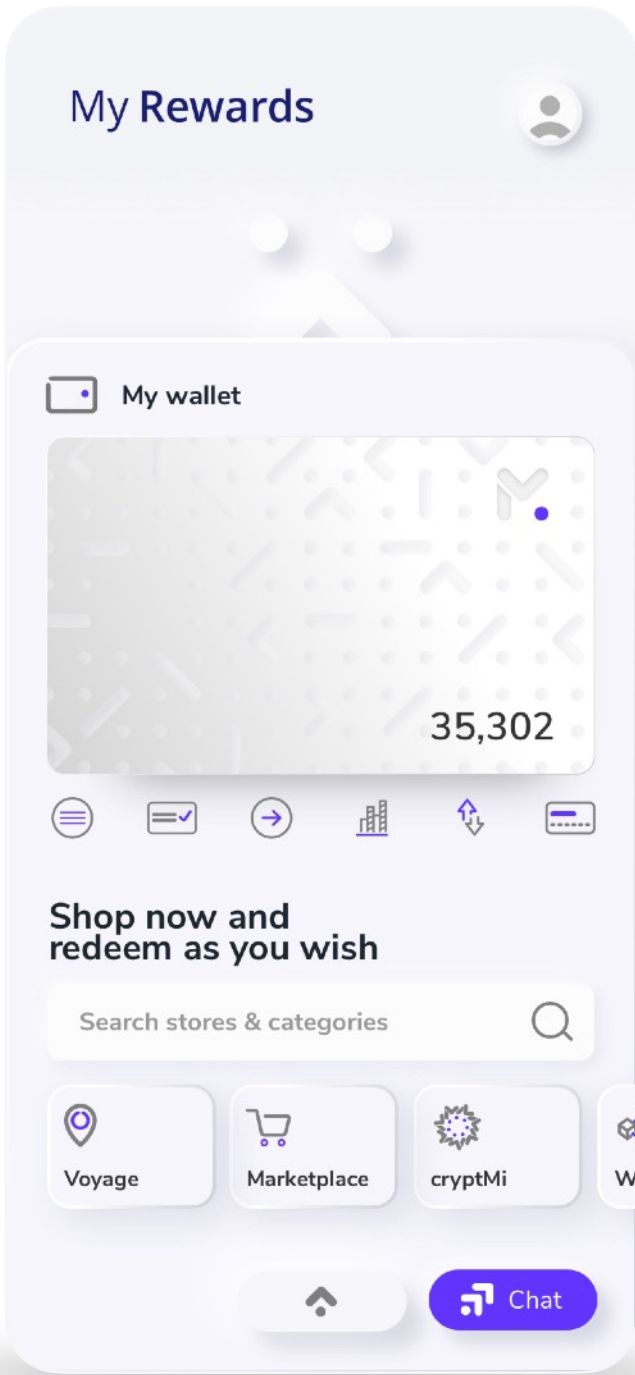 My Rewards
My wallet
35,302
Shop now and
redeem as you wish
Search stores & categories
Voyage
Marketplace
cryptMi
Chat